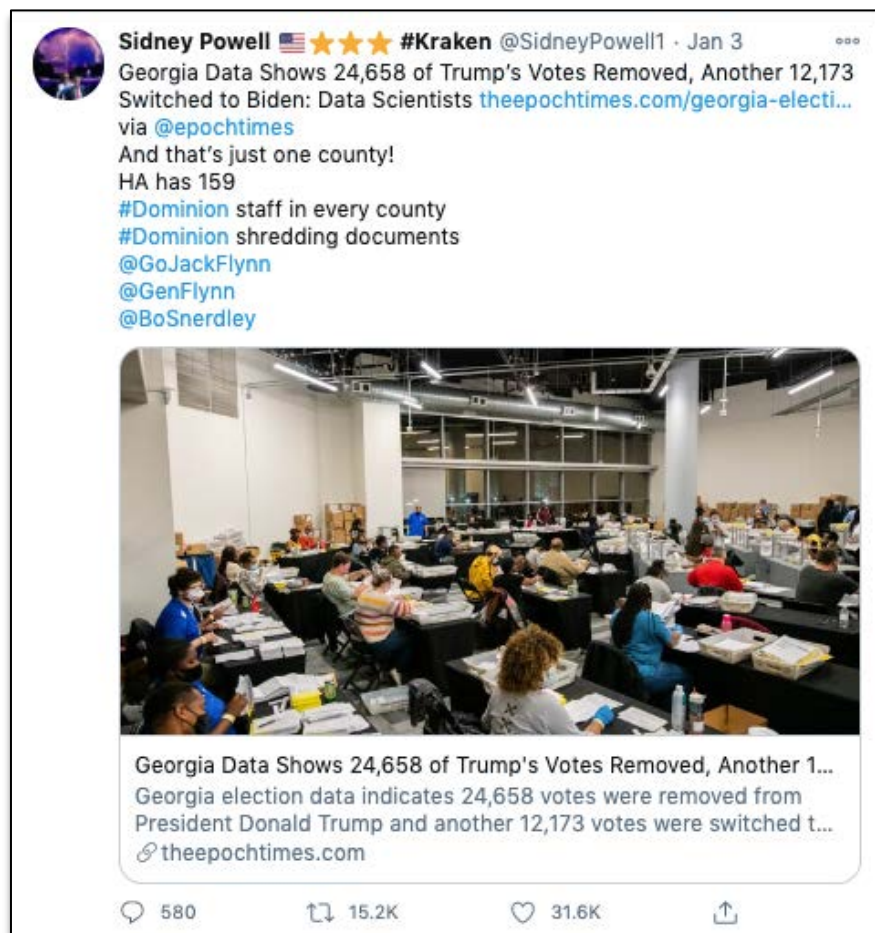 Sidney Powell 🇺🇸⭐⭐⭐ #Kraken @SidneyPowell1 · Jan 3
Georgia Data Shows 24,658 of Trump's Votes Removed, Another 12,173
Switched to Biden: Data Scientists theepochtimes.com/georgia-electi...
via @epochtimes
And that's just one county!
HA has 159
#Dominion staff in every county
#Dominion shredding documents
@GoJackFlynn
@GenFlynn
@BoSnerdley
Georgia Data Shows 24,658 of Trump's Votes Removed, Another 1...
Georgia election data indicates 24,658 votes were removed from
President Donald Trump and another 12,173 votes were switched t...
theepochtimes.com
580 15.2K 31.6K